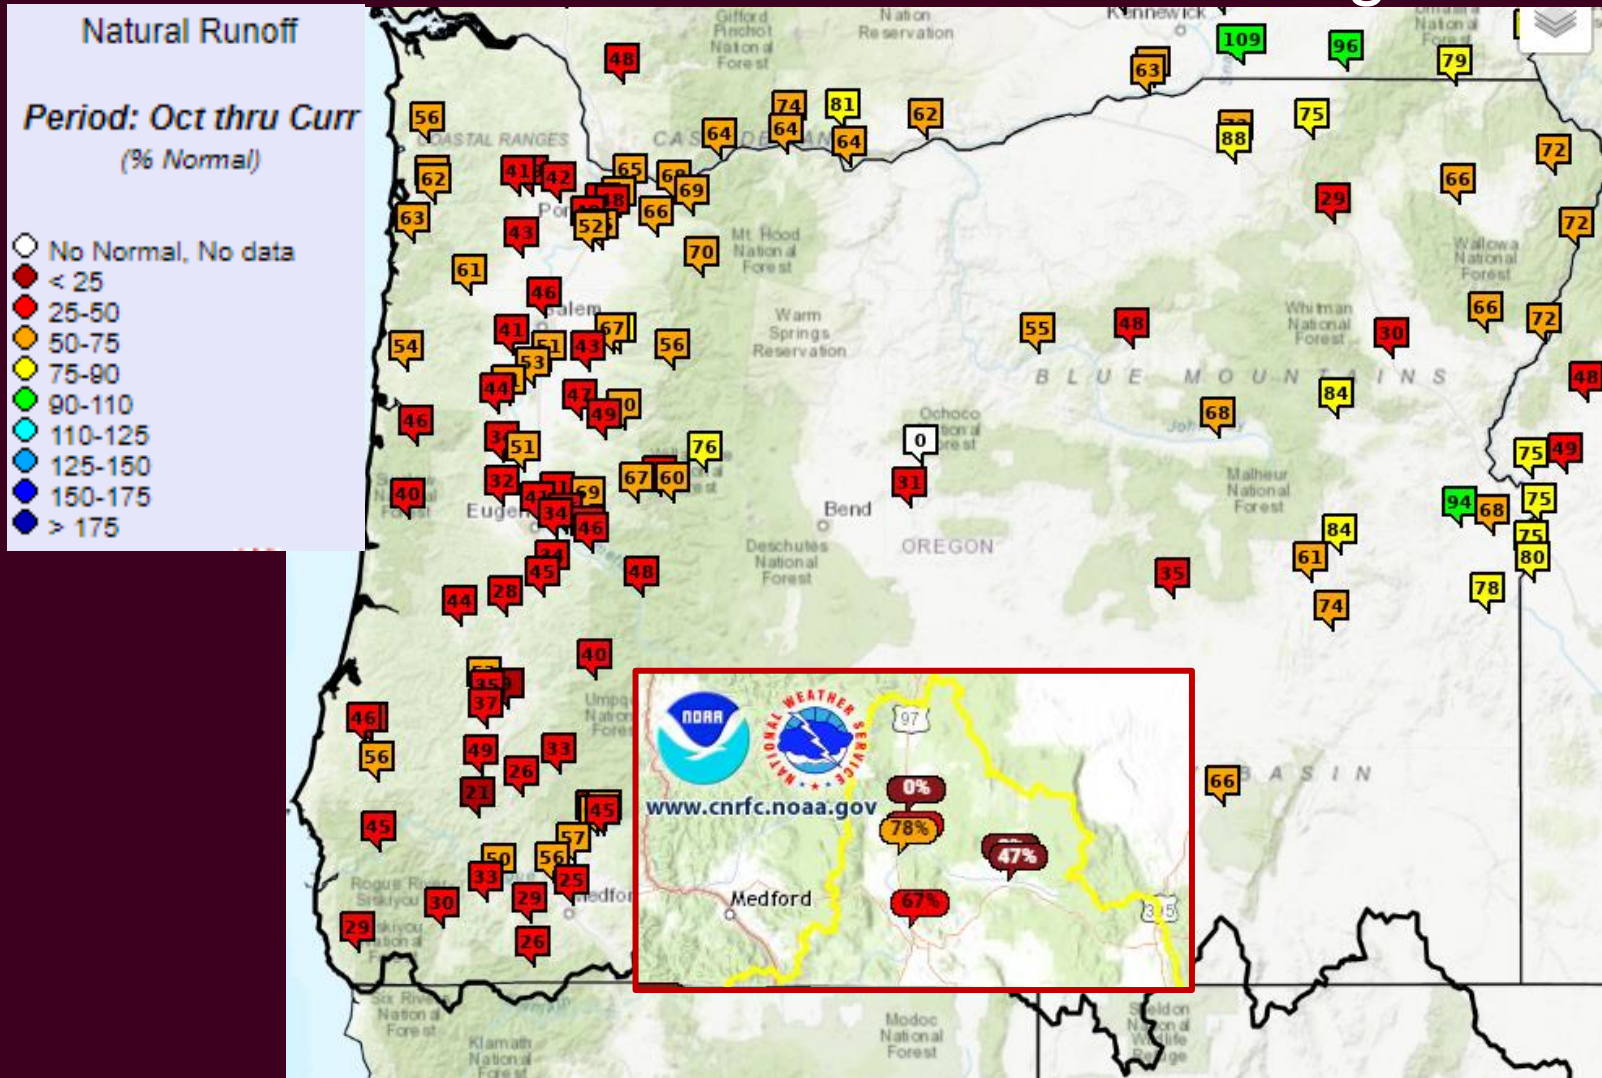 Natural Runoff
Period: Oct thru Curr
(% Normal)
No Normal, No data
< 25
25-50
50-75
75-90
90-110
110-125
125-150
150-175
> 175
Gifford
Pinchot
National
Forest
Nation
Reservation
Kennewick
National
Forest
109
96
79
48
63
56
COASTAL RANGES
74
81
62
64
64
64
75
88
72
62
41
42
65
69
66
66
29
63
43
52
70
Mt Hood
National
Forest
72
Wallowa
National
Forest
61
46
Salem
Warm
Springs
Reservation
Whitman
National
Forest
66
72
54
41
51
43
67
56
55
48
30
53
44
47
49
BLUE MOUNTAINS
48
84
68
46
51
76
Ochoco
0
31
75
49
32
67
60
Malheur
National
Forest
94
68
75
40
34
46
Bend
OREGON
84
75
80
Deschutes
National
Forest
45
48
35
61
78
44
28
74
40
35
37
46
56
49
33
26
21
45
45
57
50
56
33
25
29
30
29
26
66
BASIN
NOAA
NATIONAL WEATHER SERVICE
www.cnrfc.noaa.gov
97
0%
78%
47%
67%
Medford
395
Rogue River
Siskiyou
National
Six Rivers
National
Forest
Klamath
National
Forest
Modoc
National
Forest
Sheldon
National
Wildlife
Refuge